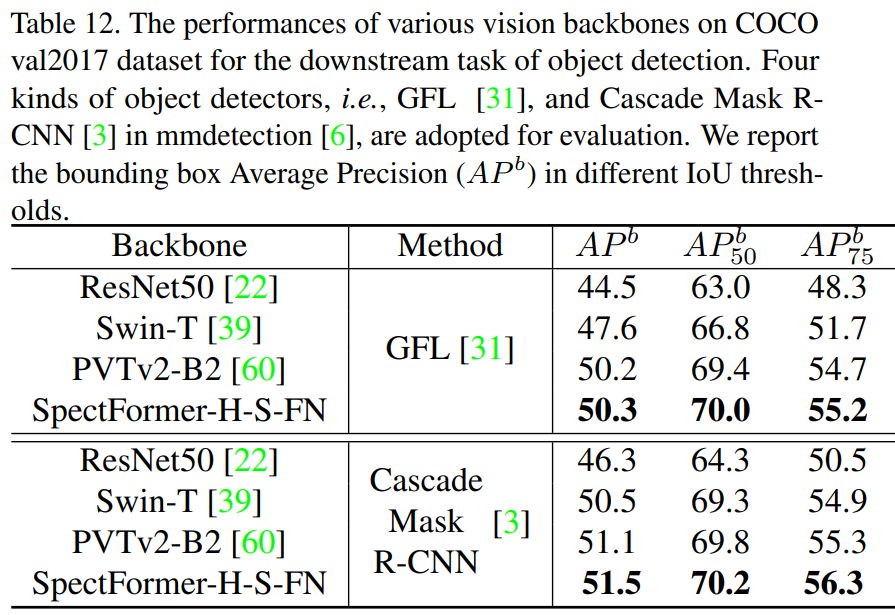 Table 12. The performances of various vision backbones on COCO
val2017 dataset for the downstream task of object detection. Four
kinds of object detectors, i.e., GFL [31], and Cascade Mask R-
CNN [3] in mmdetection [6], are adopted for evaluation. We report
the bounding box Average Precision (AP^b) in different IoU thresh-
olds.
Backbone Method AP^b AP^b_50 AP^b_75
ResNet50 [22] 44.5 63.0 48.3
Swin-T [39] 47.6 66.8 51.7
GFL [31]
PVTv2-B2 [60] 50.2 69.4 54.7
SpectFormer-H-S-FN 50.3 70.0 55.2
ResNet50 [22] 46.3 64.3 50.5
Cascade
Swin-T [39] 50.5 69.3 54.9
Mask [3]
PVTv2-B2 [60] 51.1 69.8 55.3
R-CNN
SpectFormer-H-S-FN 51.5 70.2 56.3